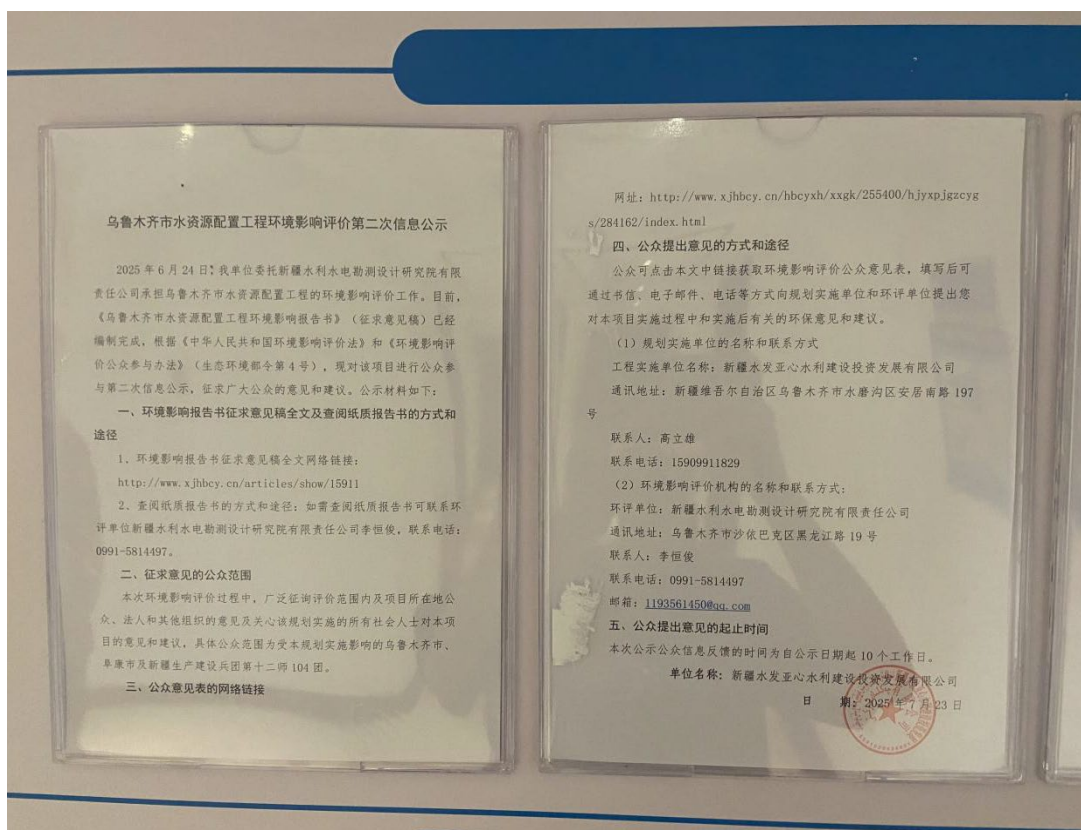 乌鲁木齐市水资源配置工程环境影响评价第二次信息公示
2025 年 6 月 24 日，我单位委托新疆水利水电勘测设计研究院有限
责任公司承担乌鲁木齐市水资源配置工程的环境影响评价工作。目前，
《乌鲁木齐市水资源配置工程环境影响报告书》（征求意见稿）已经
编制完成，根据《中华人民共和国环境影响评价法》和《环境影响评
价公众参与办法》（生态环境部令第 4 号），现对该项目进行公众参
与第二次信息公示，征求广大公众的意见和建议。公示材料如下：
一、环境影响报告书征求意见稿全文及查阅纸质报告书的方式和
途径
1、环境影响报告书征求意见稿全文网络链接：
http://www.xjhbcy.cn/articles/show/15911
2、查阅纸质报告书的方式和途径：如需查阅纸质报告书可联系环
评单位新疆水利水电勘测设计研究院有限责任公司李恒俊，联系电话：
0991-5814497。
二、征求意见的公众范围
本次环境影响评价过程中，广泛征询评价范围内及项目所在地公
众、法人和其他组织的意见及关心该规划实施的所有社会人士对本项
目的意见和建议，具体公众范围为受本规划实施影响的乌鲁木齐市、
阜康市及新疆生产建设兵团第十二师 104 团。
三、公众意见表的网络链接
网址：http://www.xjhbcy.cn/hbcyxh/xxgk/255400/hjyxpjgzcyg
s/284162/index.html
四、公众提出意见的方式和途径
公众可点击本文中链接获取环境影响评价公众意见表，填写后可
通过书信、电子邮件、电话等方式向规划实施单位和环评单位提出您
对本项目实施过程中和实施后有关的环保意见和建议。
（1）规划实施单位的名称和联系方式
工程实施单位名称：新疆水发亚心水利建设投资发展有限公司
通讯地址：新疆维吾尔自治区乌鲁木齐市水磨沟区安居南路 197
号
联系人：高立雄
联系电话：15909911829
（2）环境影响评价机构的名称和联系方式：
环评单位：新疆水利水电勘测设计研究院有限责任公司
通讯地址：乌鲁木齐市沙依巴克区黑龙江路 19 号
联系人：李恒俊
联系电话：0991-5814497
邮箱：1193561450@qq.com
五、公众提出意见的起止时间
本次公示公众信息反馈的时间为自公示日期起 10 个工作日。
单位名称：新疆水发亚心水利建设投资发展有限公司
日 期：2025 年 7 月 23 日